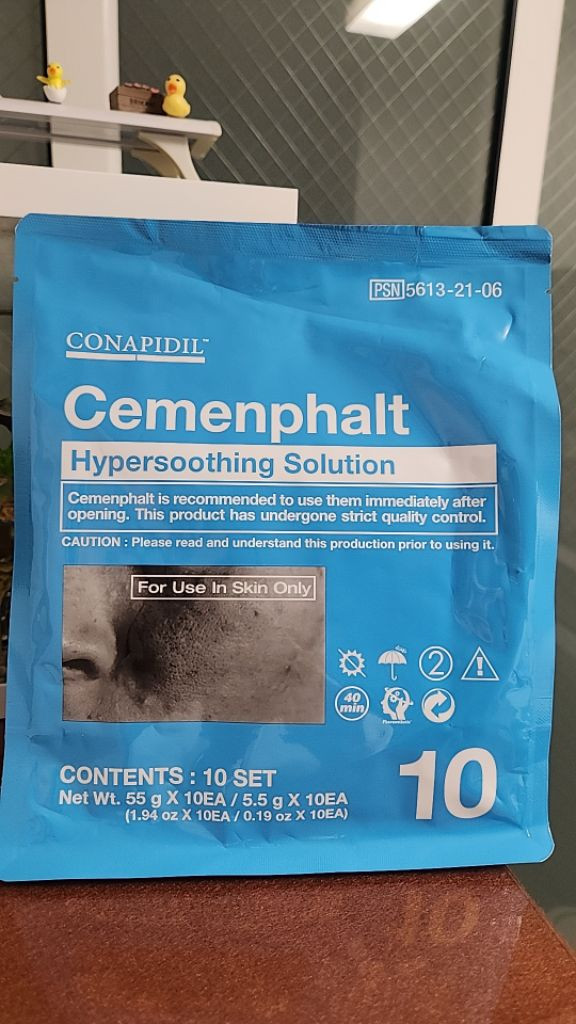 PSN 5613-21-06
CONAPIDIL™
Cemenphalt
Hypersoothing Solution
Cemenphalt is recommended to use them immediately after
opening. This product has undergone strict quality control.
CAUTION : Please read and understand this production prior to using it.
For Use In Skin Only
2
40
min
10
CONTENTS : 10 SET
Net Wt. 55 g X 10EA / 5.5 g X 10EA
(1.94 oz X 10EA / 0.19 oz X 10EA)